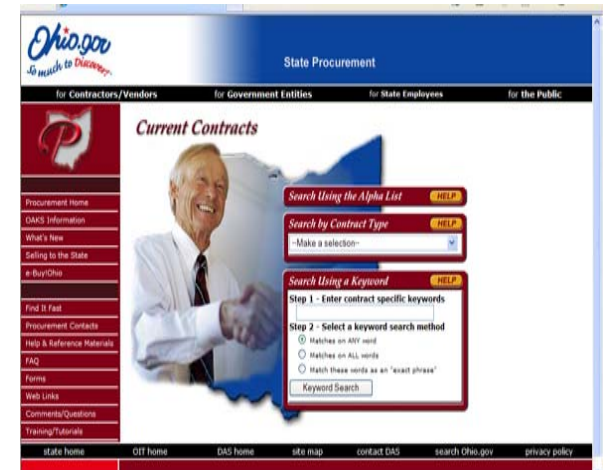 Ohio.gov
So much to Discover
State Procurement
for Contractors/Vendors for Government Entities for State Employees for the Public
P
Current Contracts
Search Using the Alpha List HELP
Search by Contract Type HELP
--Make a selection--
Search Using a Keyword HELP
Step 1 - Enter contract specific keywords
Step 2 - Select a keyword search method
Matches on ANY word
Matches on ALL words
Match these words as an "exact phrase"
Keyword Search
Procurement Home
OAKS Information
What's New
Selling to the State
e-Buy!Ohio
Find It Fast
Procurement Contacts
Help & Reference Materials
FAQ
Forms
Web Links
Comments/Questions
Training/Tutorials
state home OIT home DAS home site map contact DAS search Ohio.gov privacy policy